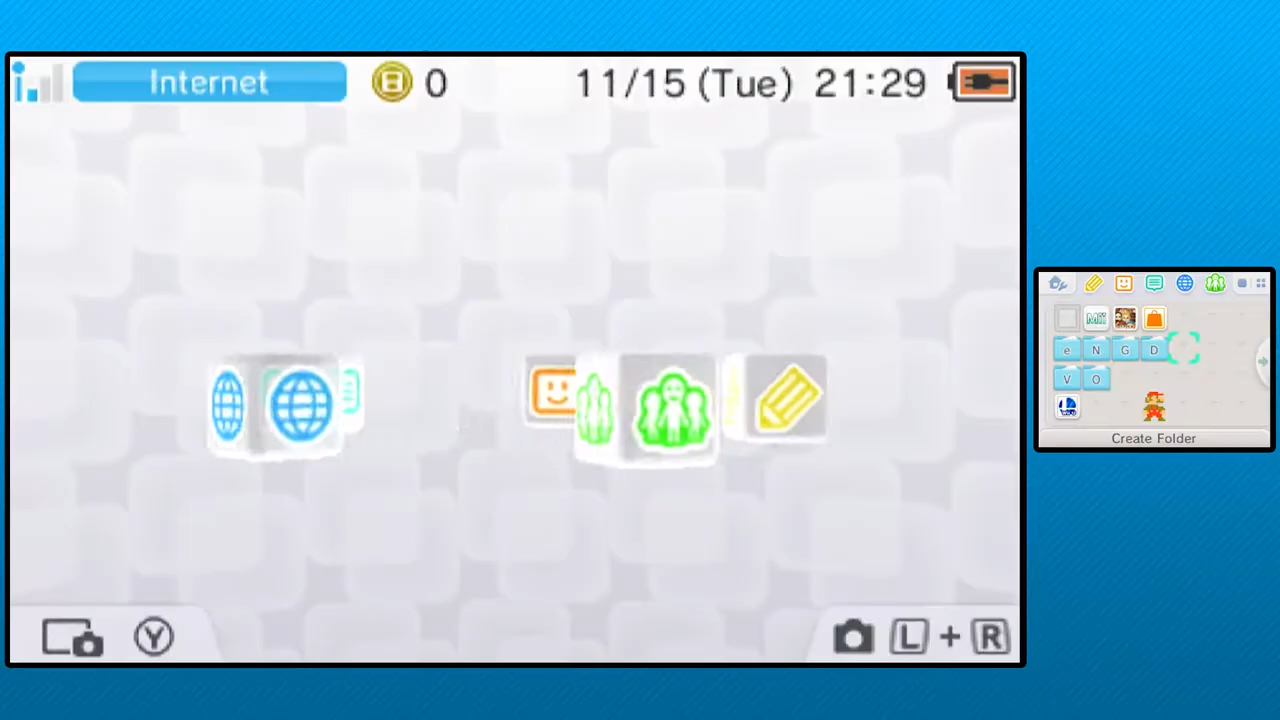 Internet 0 11/15 (Tue) 21:29
Y L + R
Mii
e N G D
V O
Create Folder